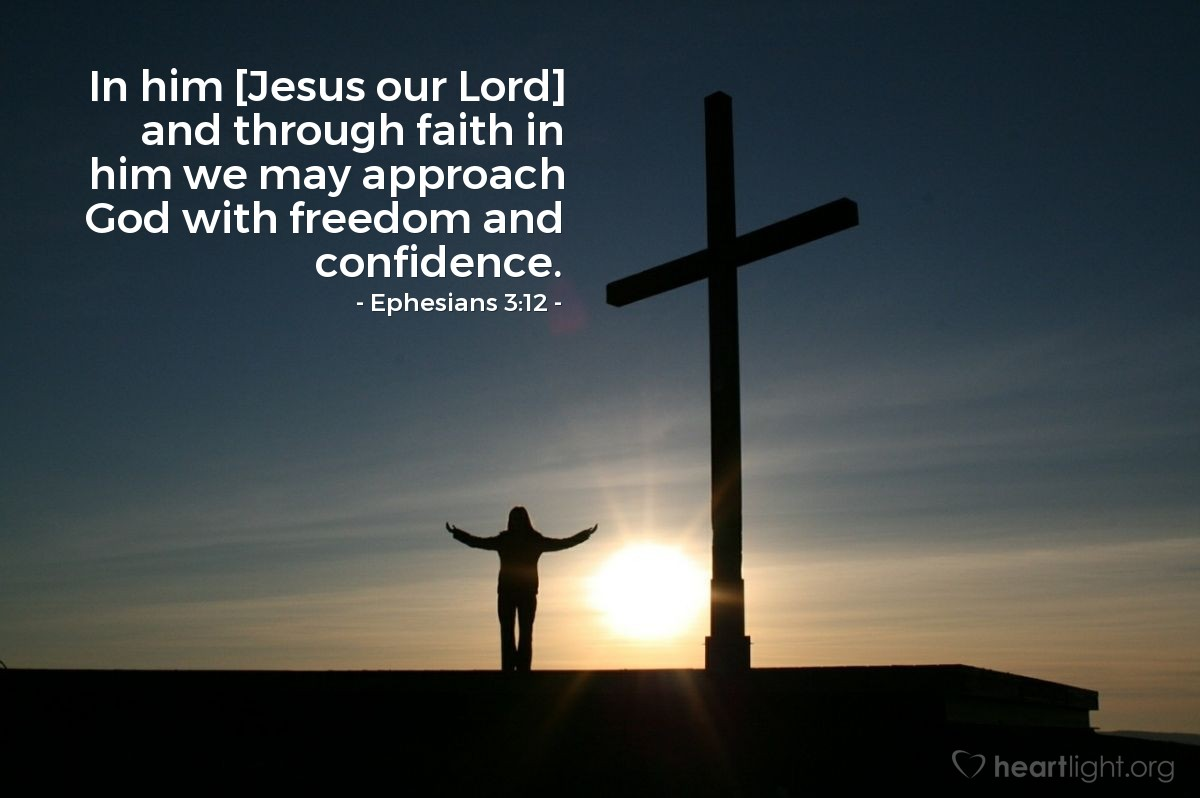 In him [Jesus our Lord]
and through faith in
him we may approach
God with freedom and
confidence.
- Ephesians 3:12 -
heartlight.org